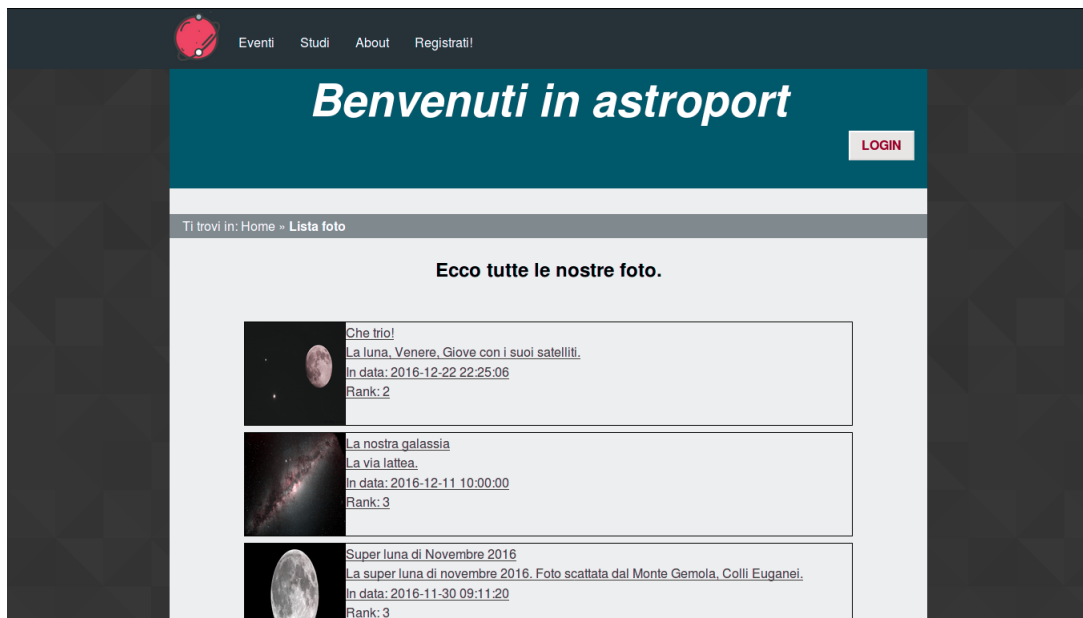 Eventi Studi About Registrati!
Benvenuti in astroport
LOGIN
Ti trovi in: Home » Lista foto
Ecco tutte le nostre foto.
Che trio!
La luna, Venere, Giove con i suoi satelliti.
In data: 2016-12-22 22:25:06
Rank: 2
La nostra galassia
La via lattea.
In data: 2016-12-11 10:00:00
Rank: 3
Super luna di Novembre 2016
La super luna di novembre 2016. Foto scattata dal Monte Gemola, Colli Euganei.
In data: 2016-11-30 09:11:20
Rank: 3